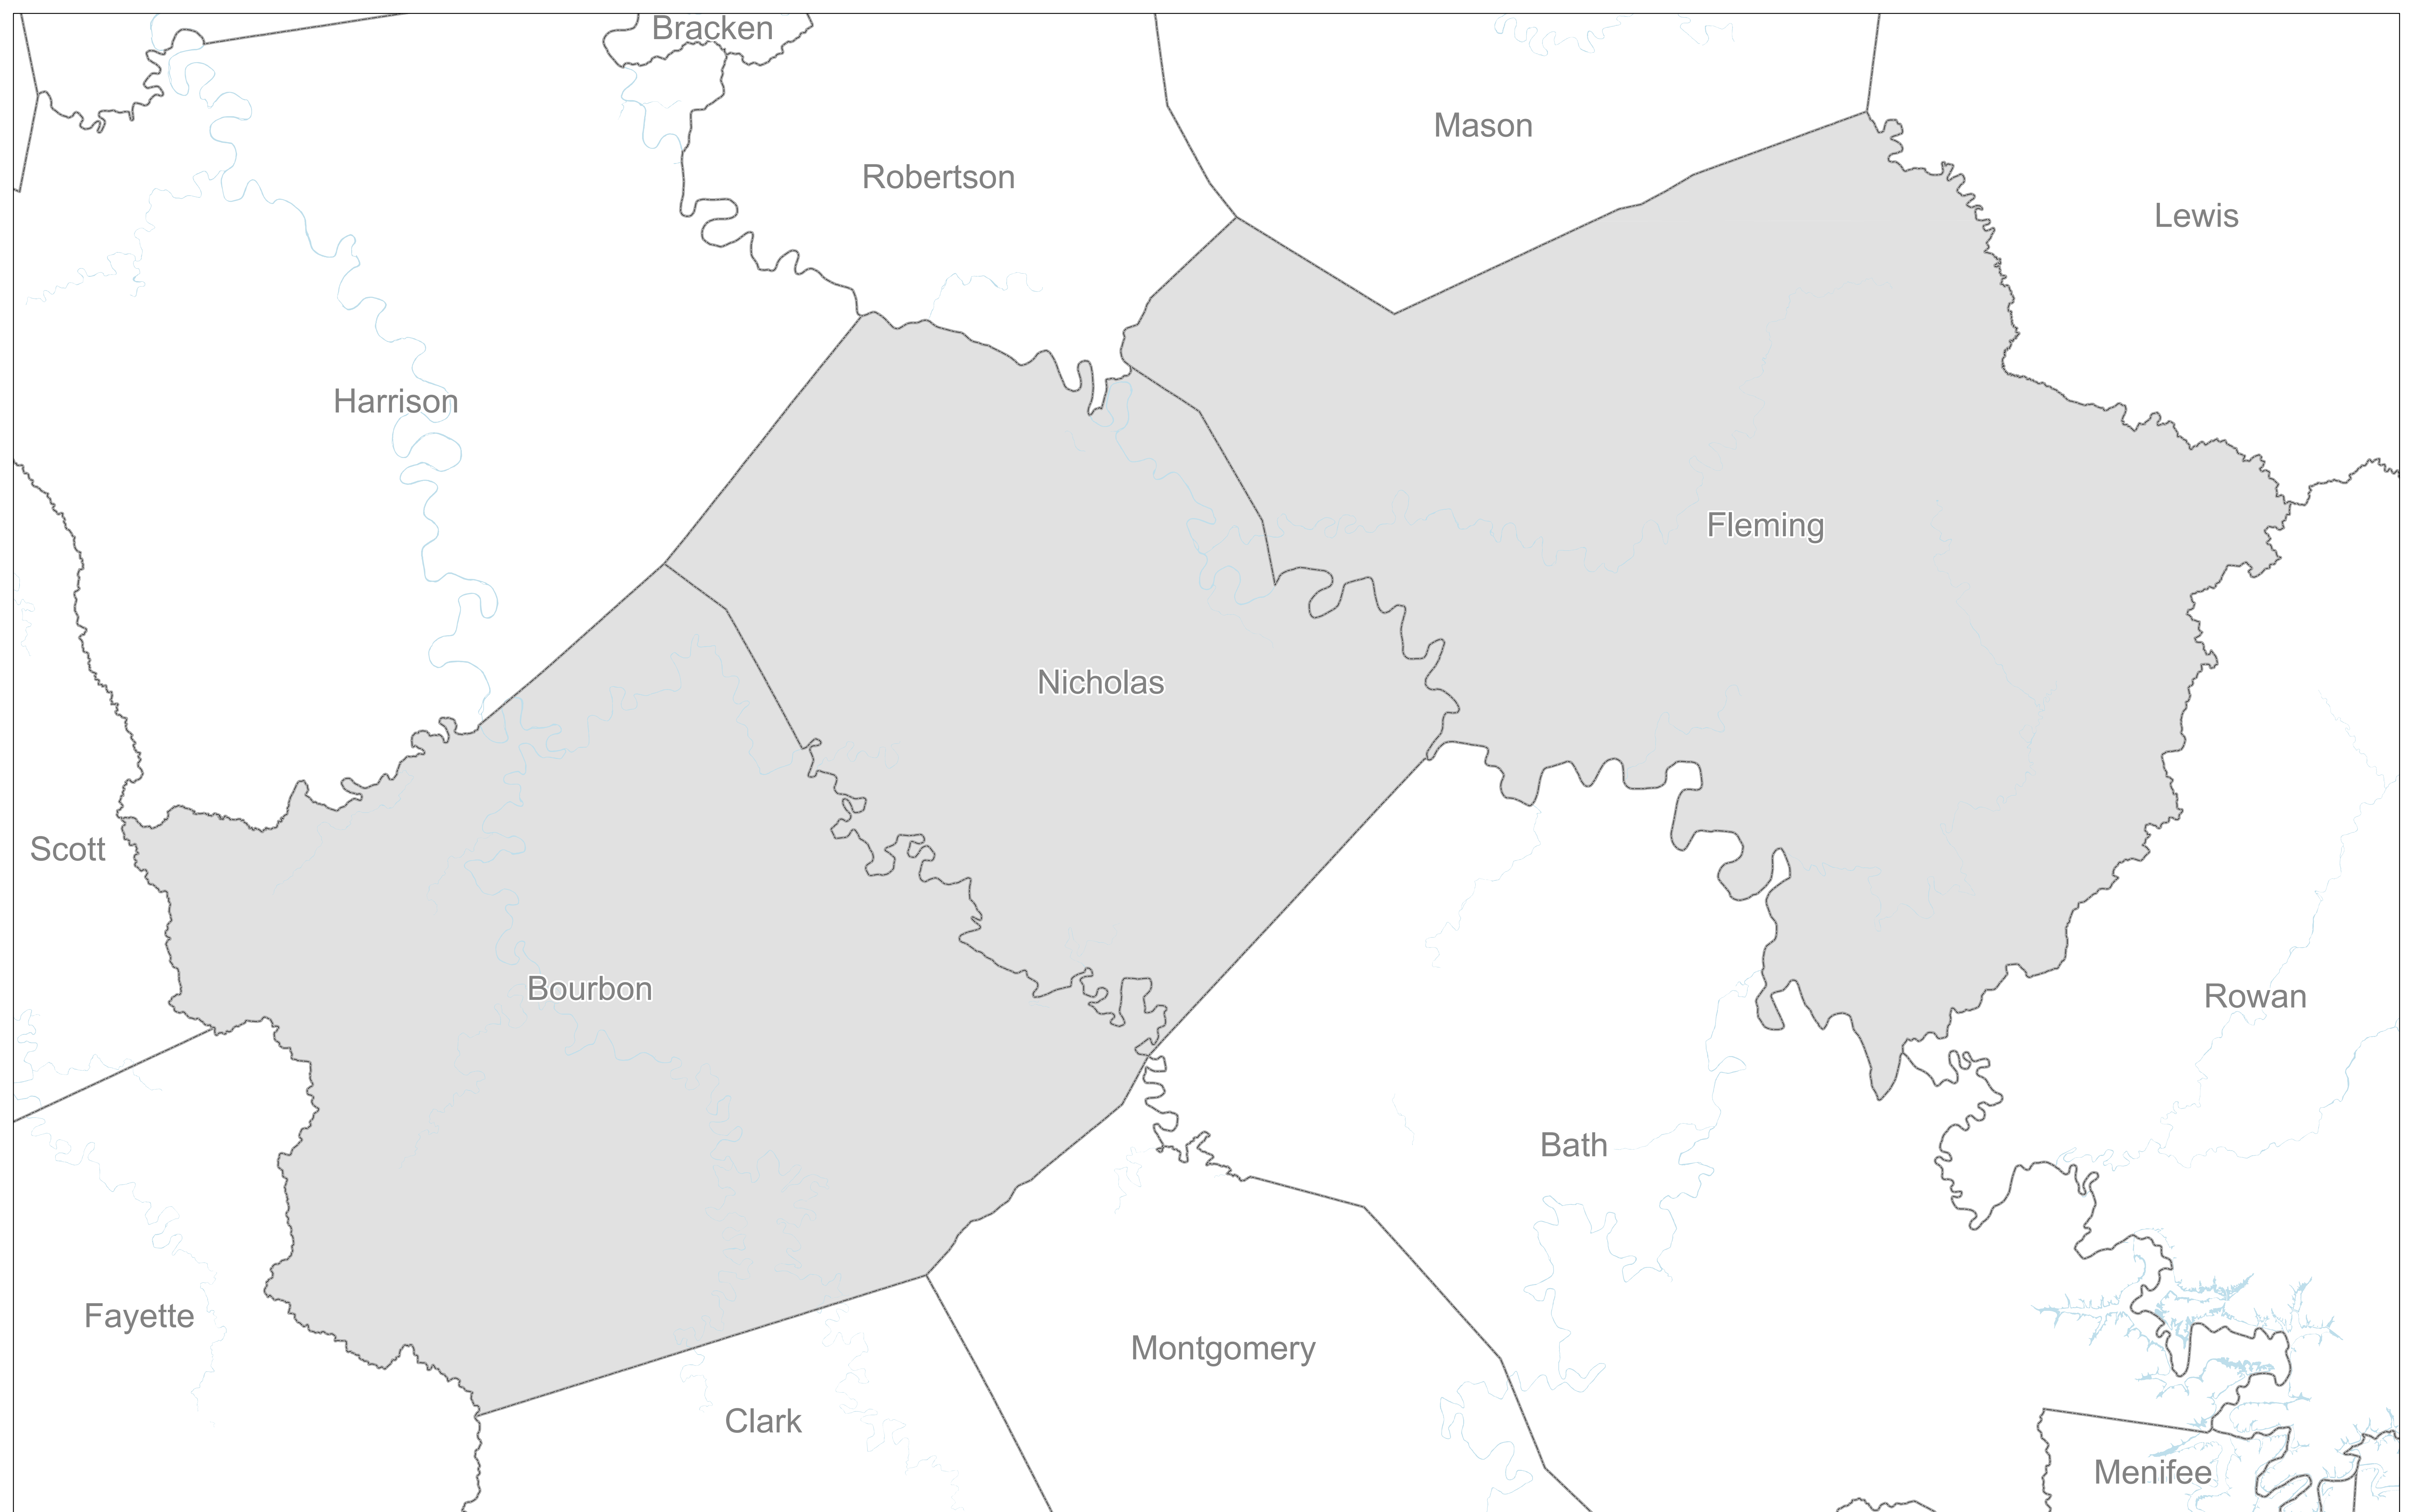 Bracken
Mason
Robertson
Lewis
Harrison
Fleming
Nicholas
Scott
Bourbon
Rowan
Bath
Fayette
Montgomery
Clark
Menifee